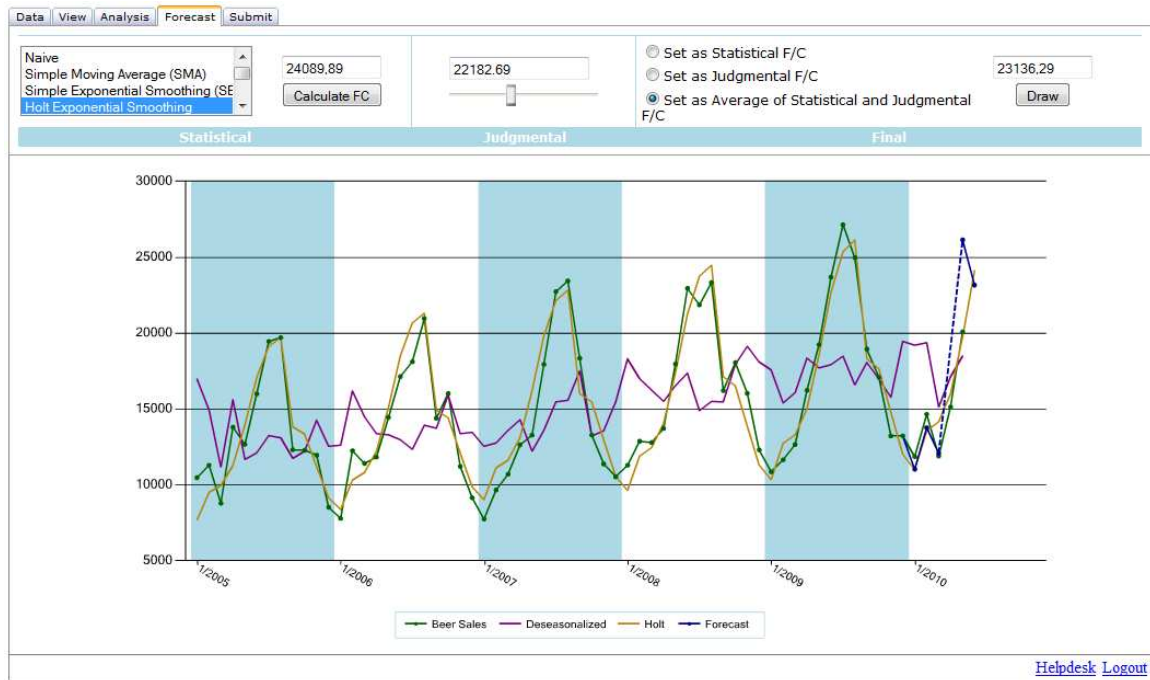 Data View Analysis Forecast Submit
Naive
Simple Moving Average (SMA)
Simple Exponential Smoothing (SE
Holt Exponential Smoothing
24089,89
Calculate FC
22182.69
Set as Statistical F/C
Set as Judgmental F/C
Set as Average of Statistical and Judgmental
F/C
23136,29
Draw
Statistical Judgmental Final
30000
25000
20000
15000
10000
5000
1/2005 1/2006 1/2007 1/2008 1/2009 1/2010
Beer Sales Deseasonalized Holt Forecast
Helpdesk Logout